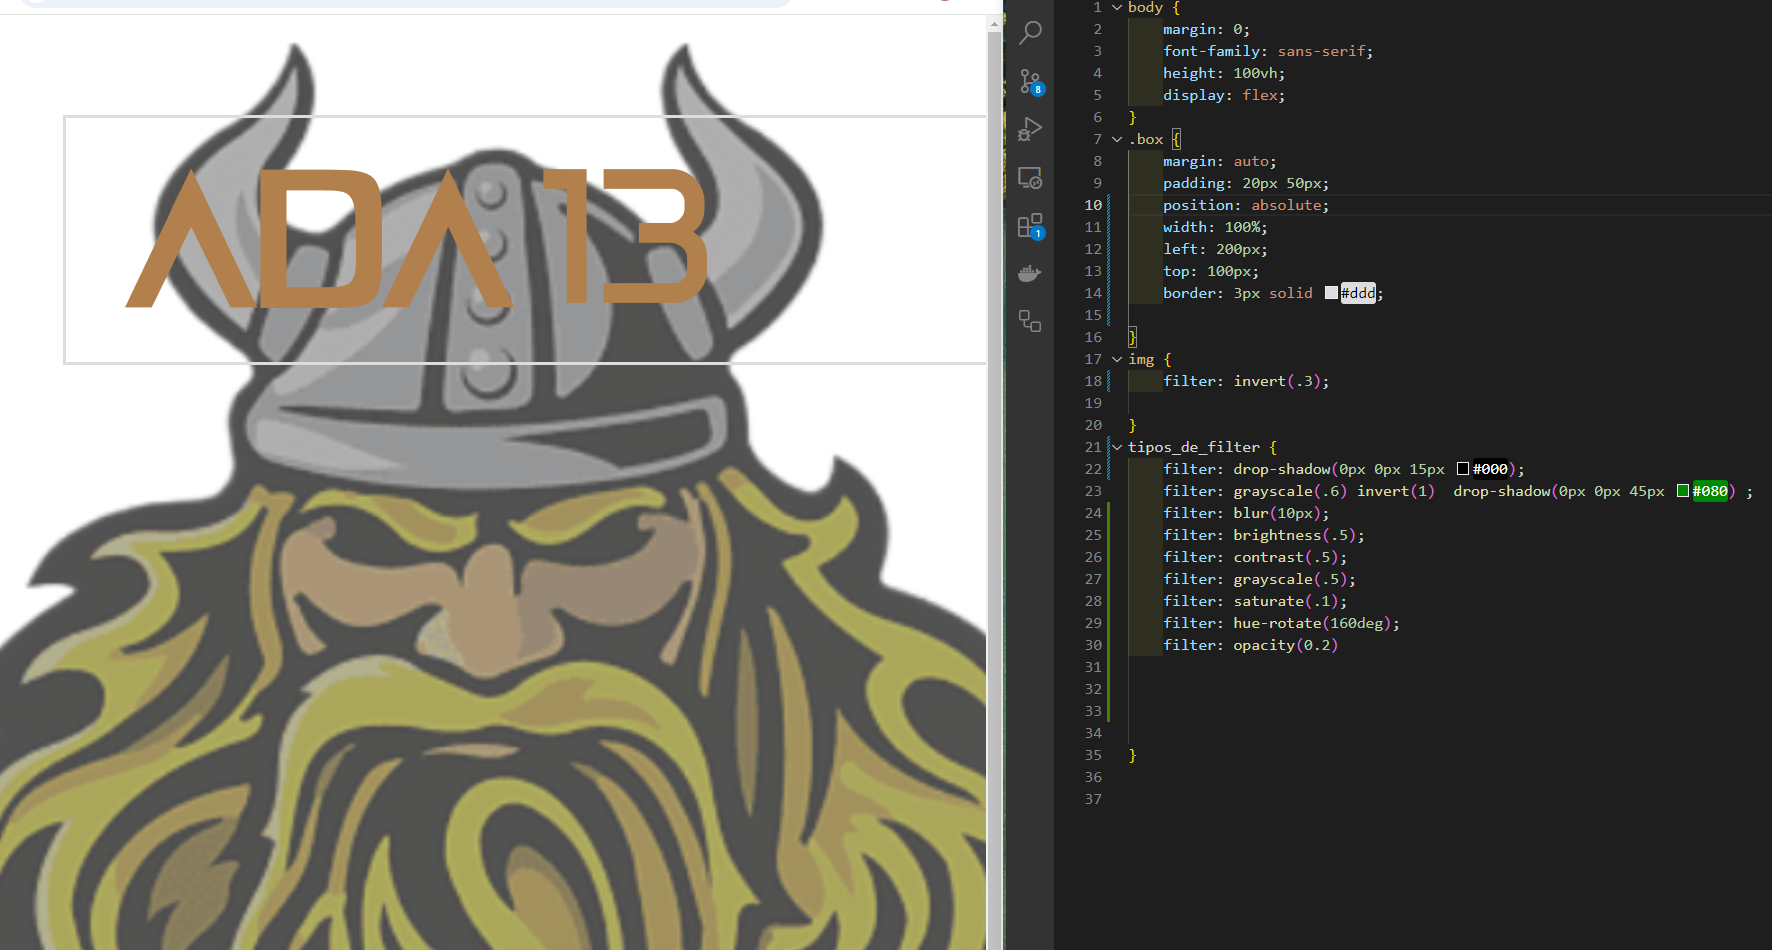 ADA 13
8
1
1 body {
2 margin: 0;
3 font-family: sans-serif;
4 height: 100vh;
5 display: flex;
6 }
7 .box {
8 margin: auto;
9 padding: 20px 50px;
10 position: absolute;
11 width: 100%;
12 left: 200px;
13 top: 100px;
14 border: 3px solid #ddd;
15
16 }
17 img {
18 filter: invert(.3);
19
20 }
21 tipos_de_filter {
22 filter: drop-shadow(0px 0px 15px #000);
23 filter: grayscale(.6) invert(1)  drop-shadow(0px 0px 45px #080) ;
24 filter: blur(10px);
25 filter: brightness(.5);
26 filter: contrast(.5);
27 filter: grayscale(.5);
28 filter: saturate(.1);
29 filter: hue-rotate(160deg);
30 filter: opacity(0.2)
31
32
33
34
35 }
36
37